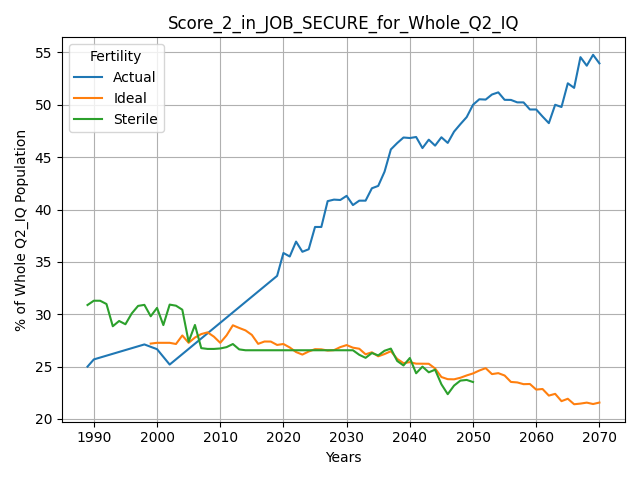 Score_2_in_JOB_SECURE_for_Whole_Q2_IQ
Fertility
Actual
Ideal
Sterile
% of Whole Q2_IQ Population
55
50
45
40
35
30
25
20
1990 2000 2010 2020 2030 2040 2050 2060 2070
Years